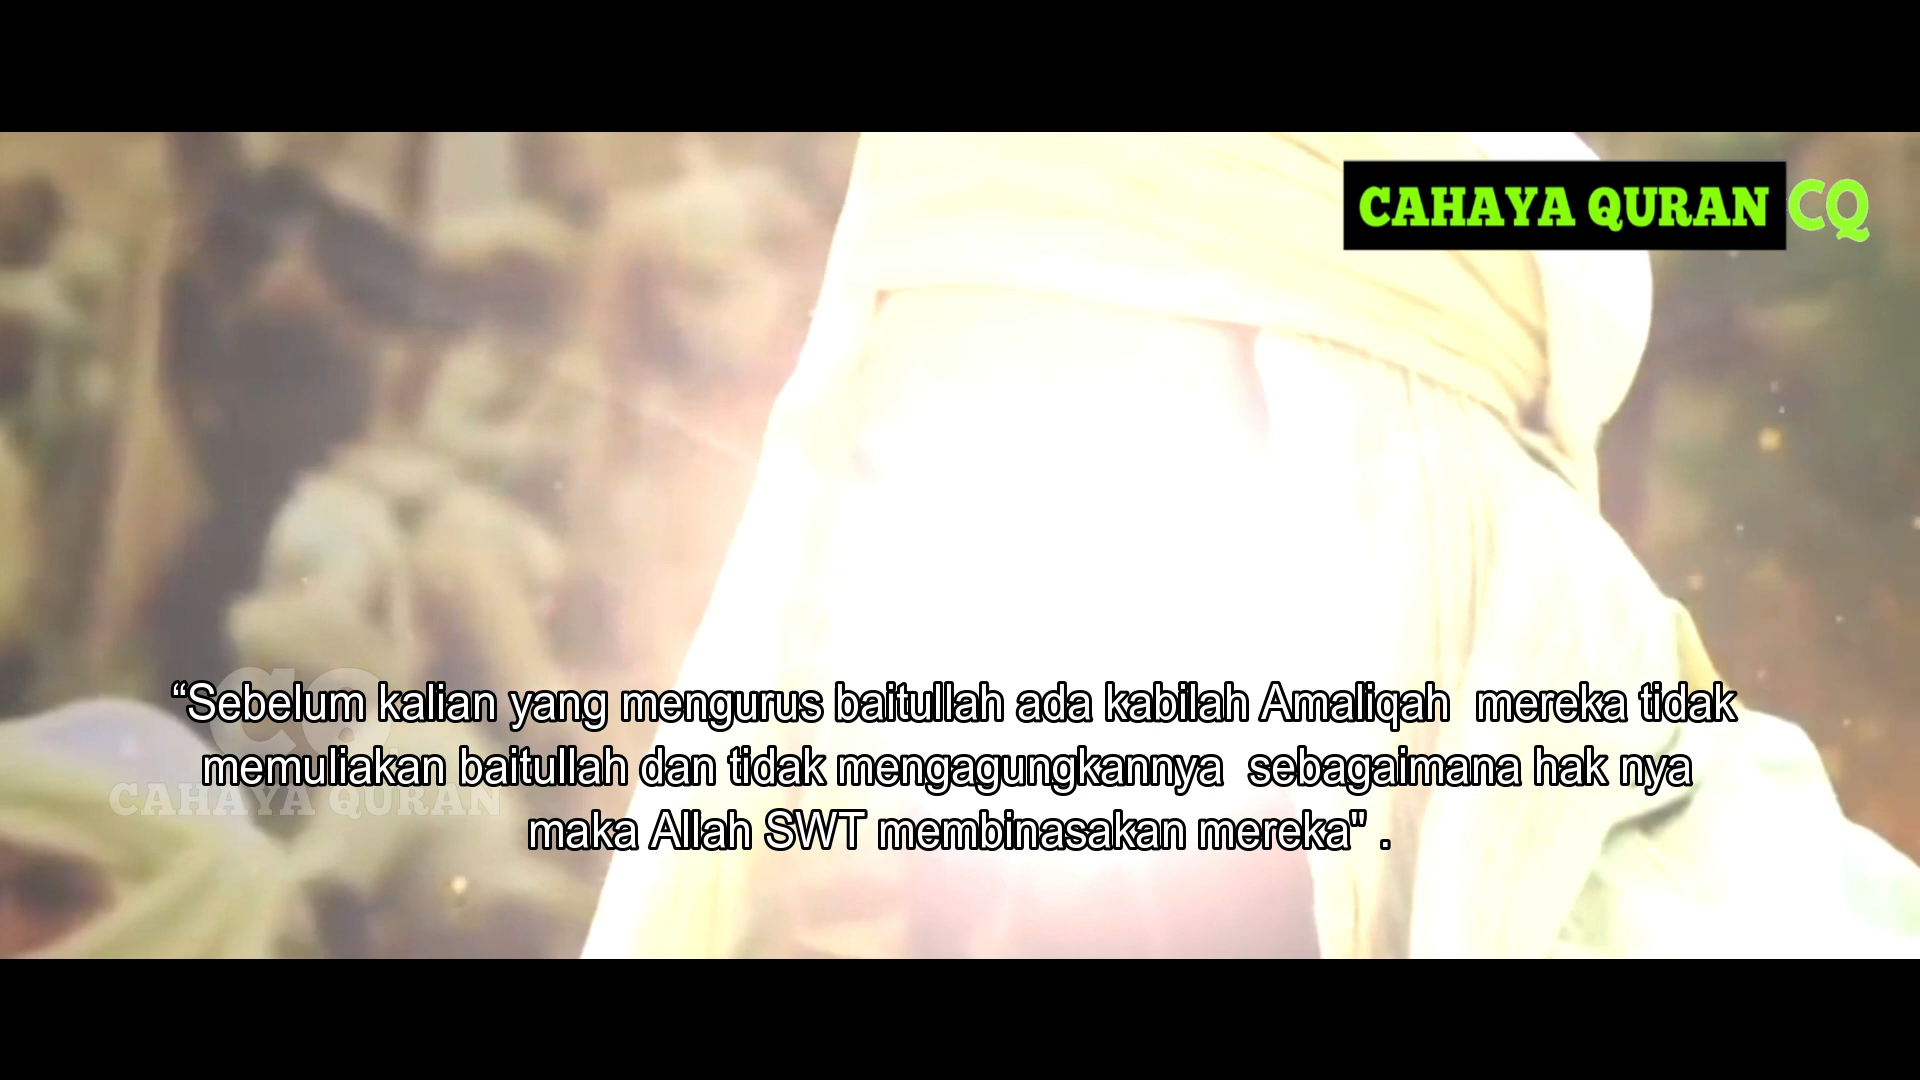 CAHAYA QURAN CQ
“Sebelum kalian yang mengurus baitullah ada kabilah Amaliqah  mereka tidak
memuliakan baitullah dan tidak mengagungkannya  sebagaimana hak nya
maka Allah SWT membinasakan mereka" .
CQ
CAHAYA QURAN